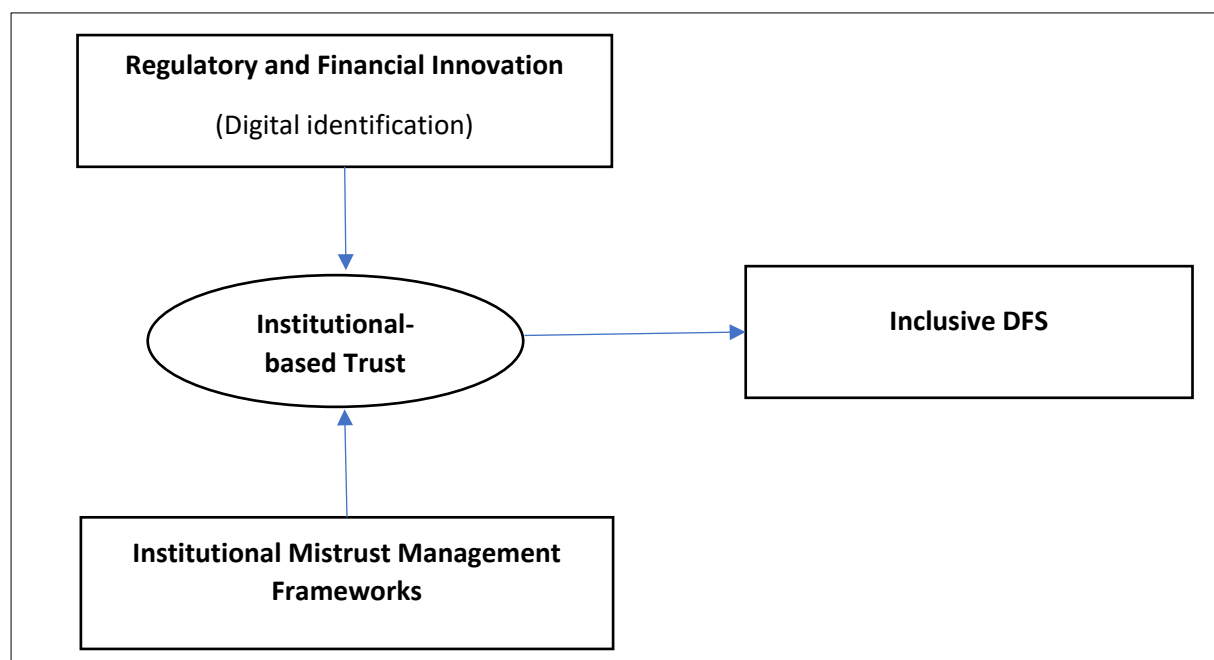 Regulatory and Financial Innovation
(Digital identification)
Institutional-
based Trust
Inclusive DFS
Institutional Mistrust Management
Frameworks